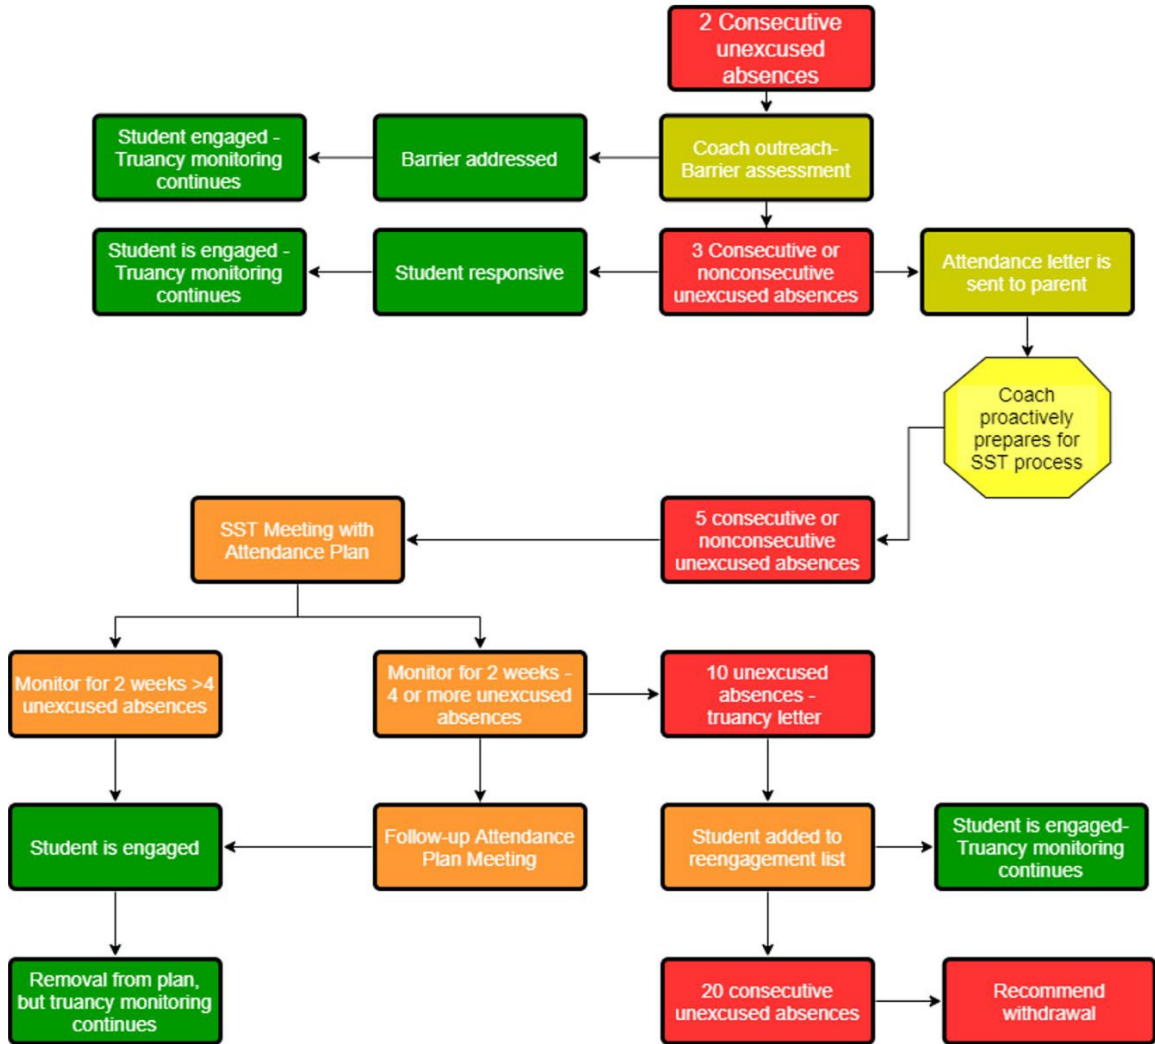 2 Consecutive
unexcused
absences
Student engaged -
Truancy monitoring
continues
Barrier addressed
Coach outreach-
Barrier assessment
Student is engaged -
Truancy monitoring
continues
Student responsive
3 Consecutive or
nonconsecutive
unexcused absences
Attendance letter is
sent to parent
Coach
proactively
prepares for
SST process
SST Meeting with
Attendance Plan
5 consecutive or
nonconsecutive
unexcused absences
Monitor for 2 weeks >4
unexcused absences
Monitor for 2 weeks -
4 or more unexcused
absences
10 unexcused
absences -
truancy letter
Student is engaged
Follow-up Attendance
Plan Meeting
Student added to
reengagement list
Student is engaged-
Truancy monitoring
continues
Removal from plan,
but truancy monitoring
continues
20 consecutive
unexcused absences
Recommend
withdrawal